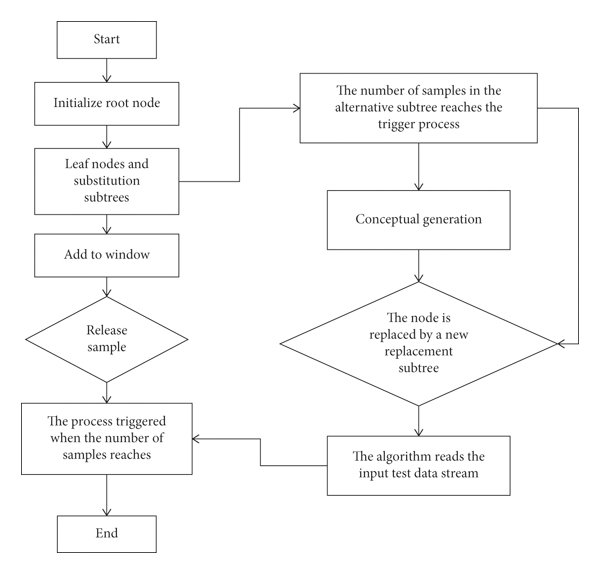 Start
Initialize root node
Leaf nodes and
substitution
subtrees
Add to window
Release
sample
The process triggered
when the number of
samples reaches
End
The number of samples in the
alternative subtree reaches the
trigger process
Conceptual generation
The node is
replaced by a new
replacement
subtree
The algorithm reads the
input test data stream